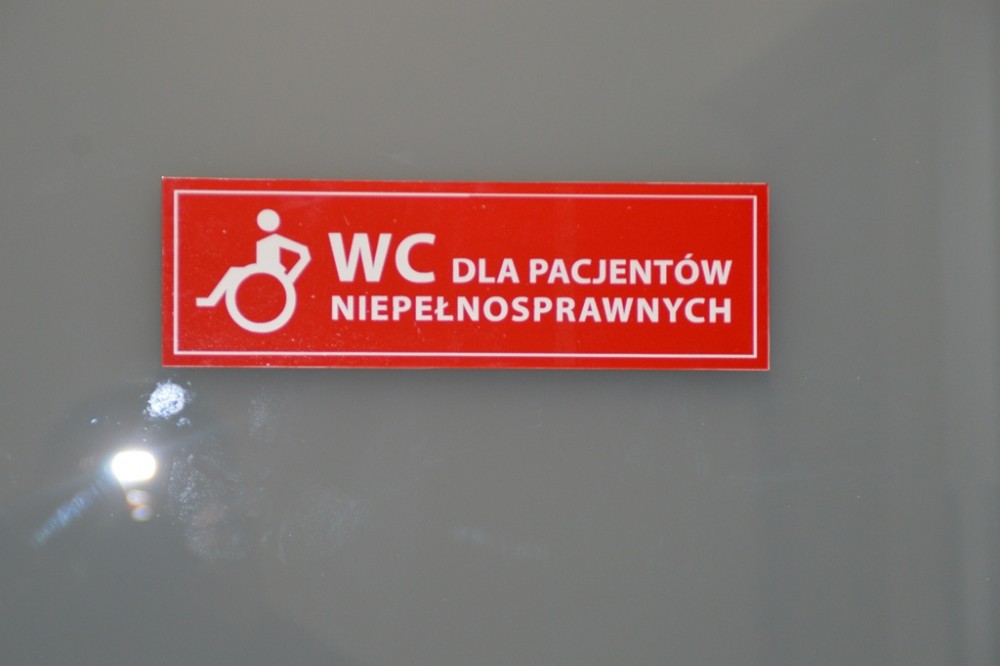 WC DLA PACJENTÓW
NIEPEŁNOSPRAWNYCH